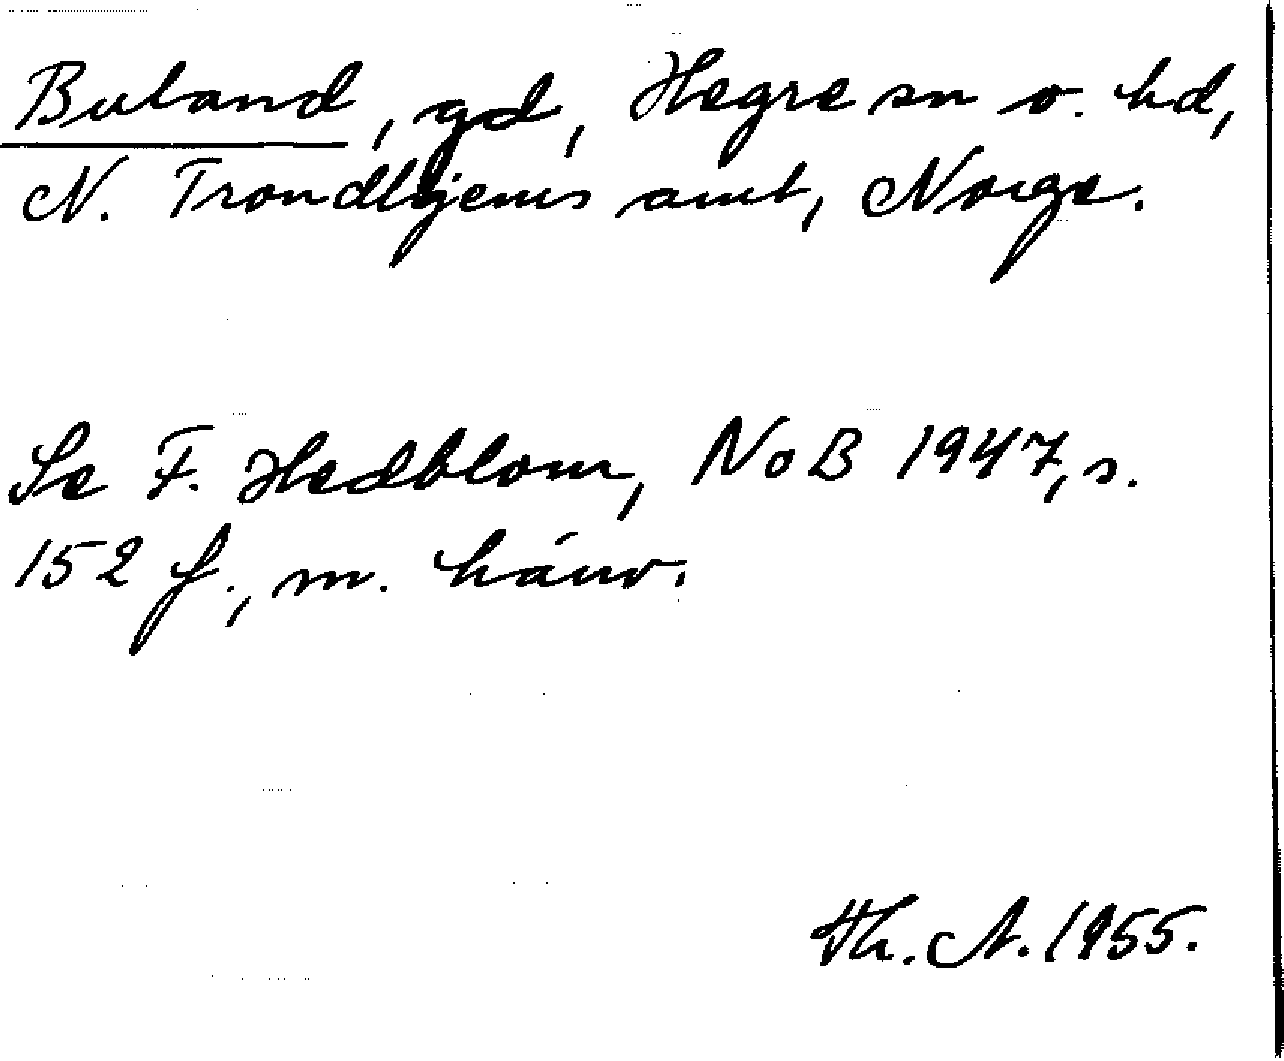 Buland, gd, Hegre sn o. hd,
N. Trondhjems amt, Norge.
Se F. Hedblom, NoB 1947, s.
152 f., m. hänv.
Th. A. 1955.